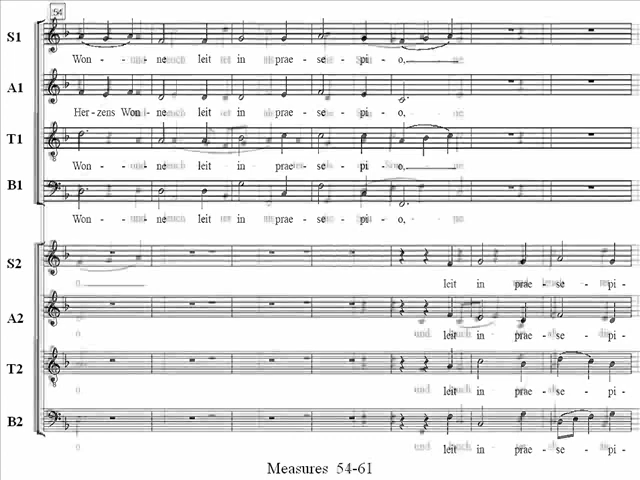 54
S1
Won- - - ne leit in prae- se- pi- o,
A1
Her-zens Won- ne leit in prae- se- pi- o,
T1
Won- - - ne leit in prae- se- pi- o,
B1
Won- - - ne leit in prae- se- pi- o,
S2
o leit in prae- se- pi-
A2
o leit in prae- se- pi-
T2
o leit in prae- se- pi-
B2
o leit in prae- se- pi-
Measures 54-61